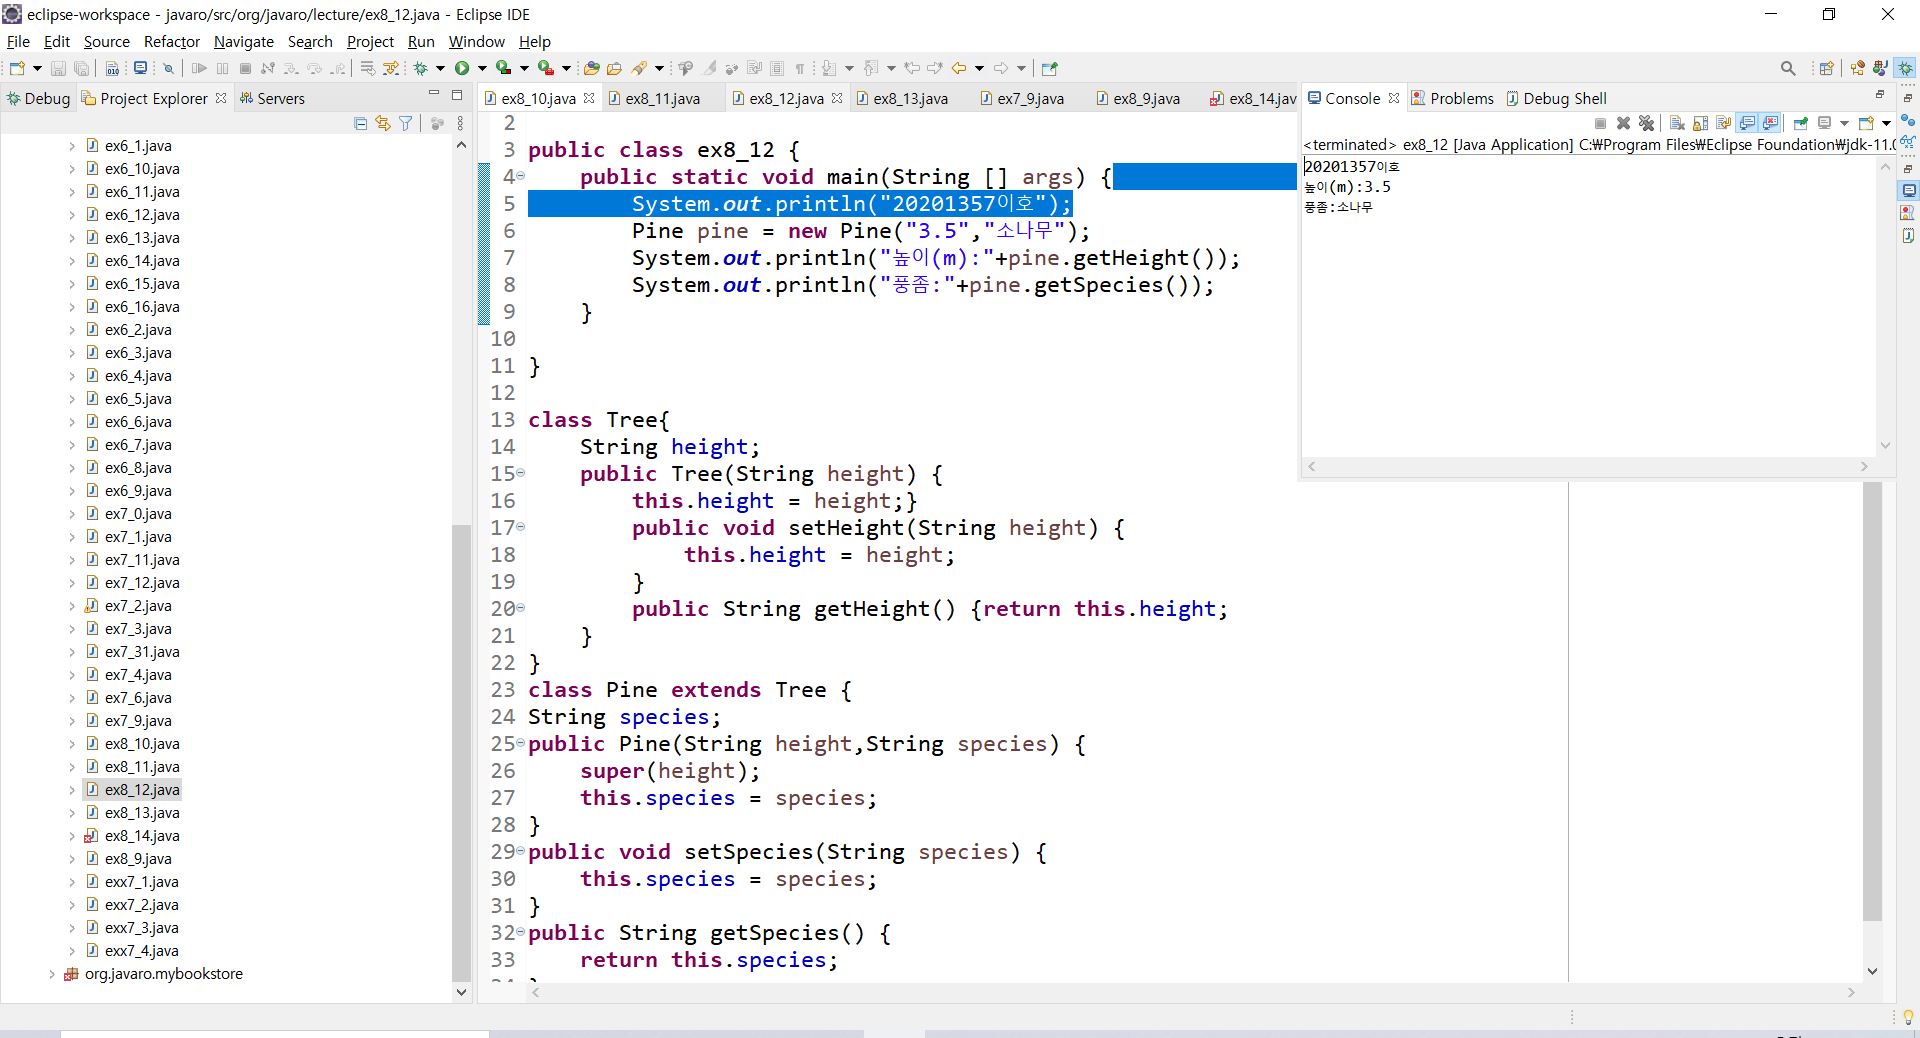 eclipse-workspace - javaro/src/org/javaro/lecture/ex8_12.java - Eclipse IDE
File Edit Source Refactor Navigate Search Project Run Window Help
Debug Project Explorer Servers
ex6_1.java
ex6_10.java
ex6_11.java
ex6_12.java
ex6_13.java
ex6_14.java
ex6_15.java
ex6_16.java
ex6_2.java
ex6_3.java
ex6_4.java
ex6_5.java
ex6_6.java
ex6_7.java
ex6_8.java
ex6_9.java
ex7_0.java
ex7_1.java
ex7_11.java
ex7_12.java
ex7_2.java
ex7_3.java
ex7_31.java
ex7_4.java
ex7_6.java
ex7_9.java
ex8_10.java
ex8_11.java
ex8_12.java
ex8_13.java
ex8_14.java
ex8_9.java
exx7_1.java
exx7_2.java
exx7_3.java
exx7_4.java
org.javaro.mybookstore
ex8_10.java ex8_11.java ex8_12.java ex8_13.java ex7_9.java ex8_9.java ex8_14.jav
2
3 public class ex8_12 {
4 public static void main(String [] args) {
5 System.out.println("20201357이호");
6 Pine pine = new Pine("3.5","소나무");
7 System.out.println("높이(m):"+pine.getHeight());
8 System.out.println("풍좀:"+pine.getSpecies());
9 }
10
11 }
12
13 class Tree{
14 String height;
15 public Tree(String height) {
16 this.height = height;}
17 public void setHeight(String height) {
18 this.height = height;
19 }
20 public String getHeight() {return this.height;
21 }
22 }
23 class Pine extends Tree {
24 String species;
25 public Pine(String height,String species) {
26 super(height);
27 this.species = species;
28 }
29 public void setSpecies(String species) {
30 this.species = species;
31 }
32 public String getSpecies() {
33 return this.species;
Console Problems Debug Shell
<terminated> ex8_12 [Java Application] C:₩Program Files₩Eclipse Foundation₩jdk-11.0
20201357이호
높이(m):3.5
풍좀:소나무